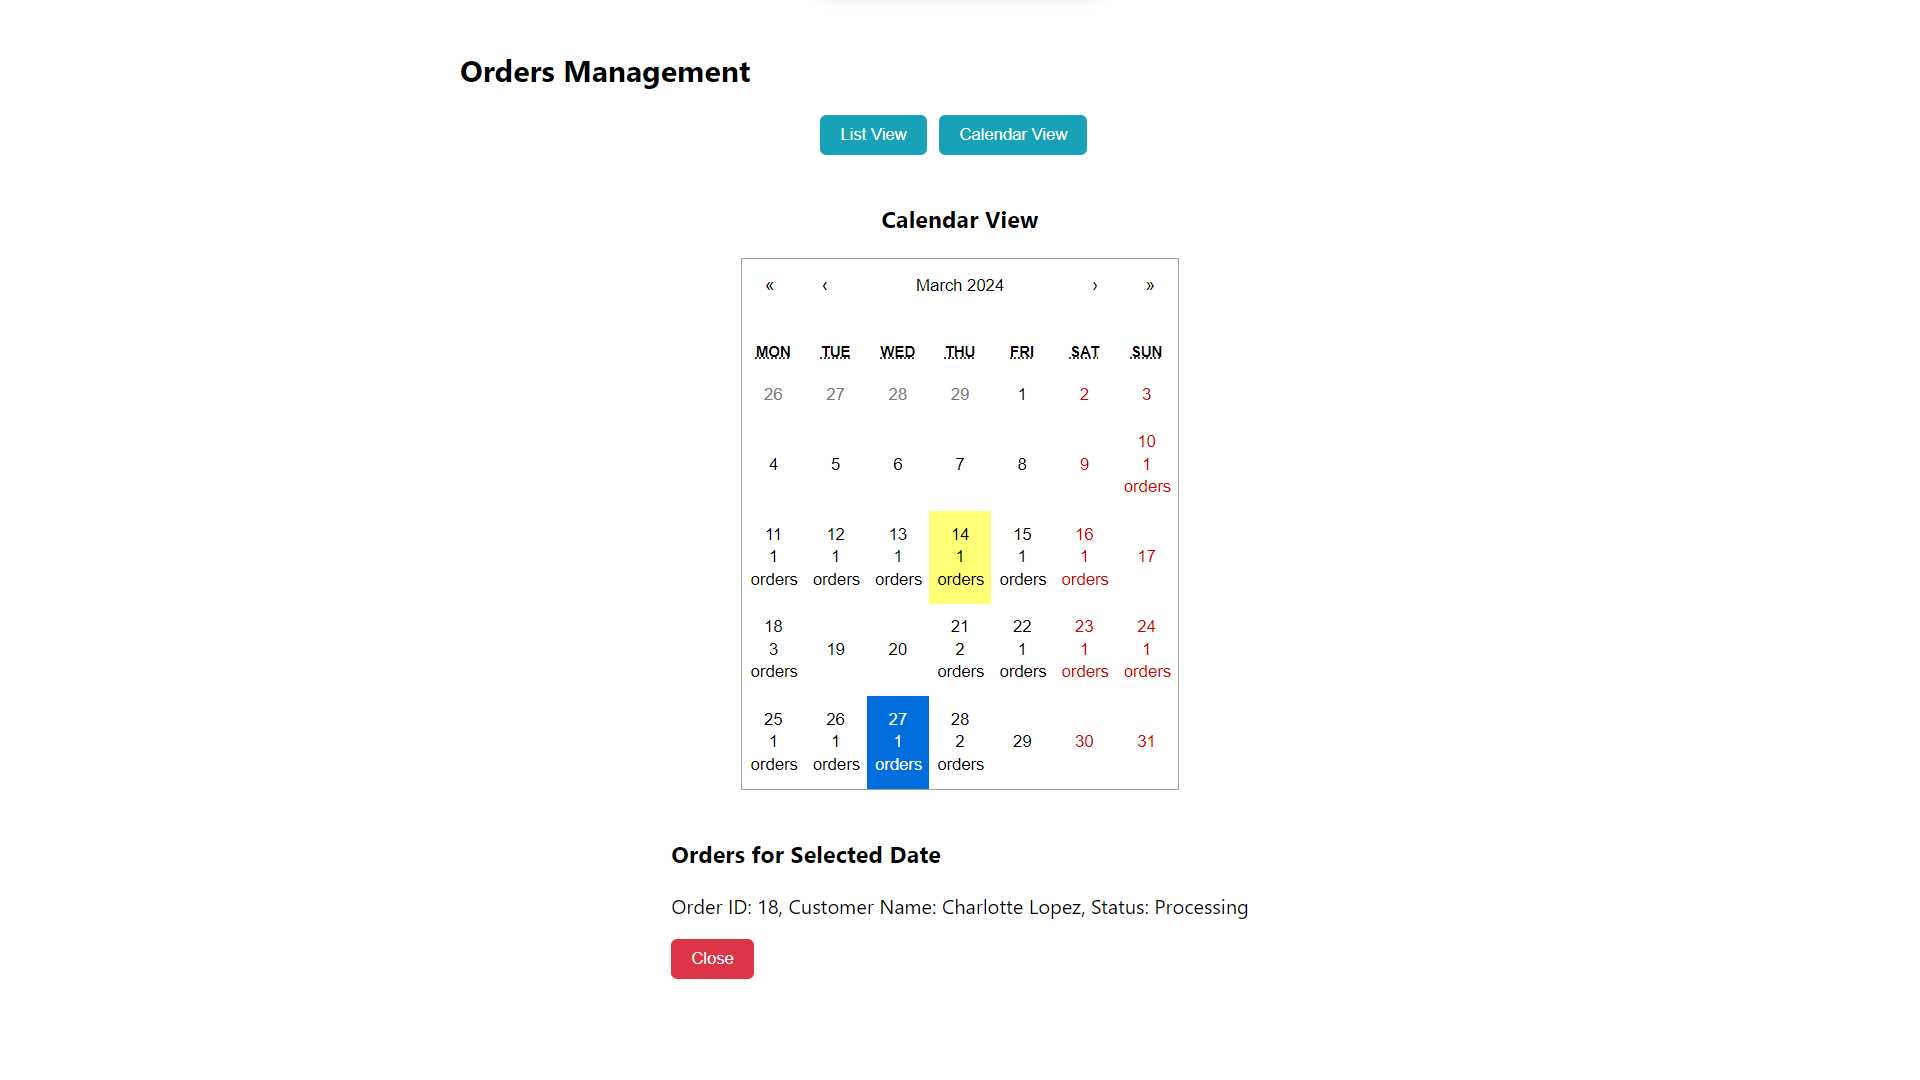 Orders Management
List View Calendar View
Calendar View
« ‹ March 2024 › »
MON TUE WED THU FRI SAT SUN
26 27 28 29 1 2 3
10
4 5 6 7 8 9 1
orders
11 12 13 14 15 16
1 1 1 1 1 1 17
orders orders orders orders orders orders
18 21 22 23 24
3 19 20 2 1 1 1
orders orders orders orders orders
25 26 27 28
1 1 1 2 29 30 31
orders orders orders orders
Orders for Selected Date
Order ID: 18, Customer Name: Charlotte Lopez, Status: Processing
Close